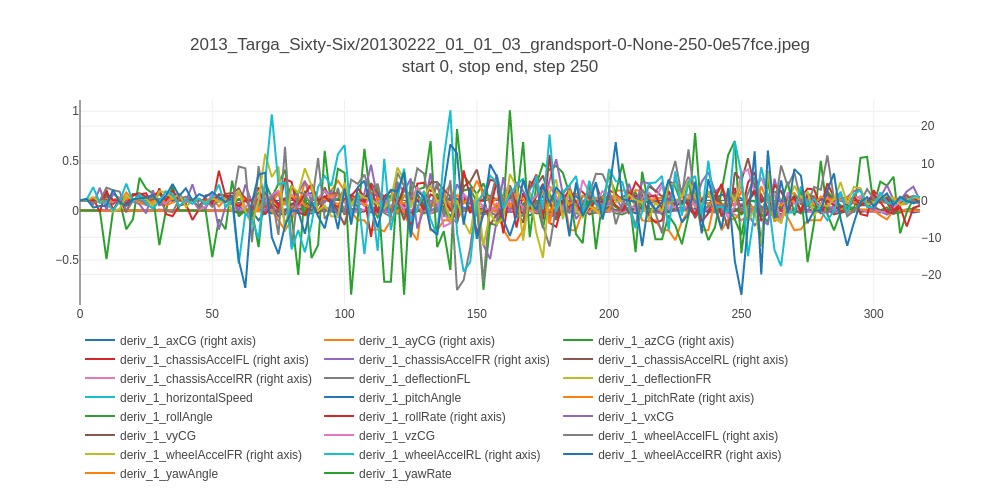 2013_Targa_Sixty-Six/20130222_01_01_03_grandsport-0-None-250-0e57fce.jpeg
start 0, stop end, step 250
1
0.5
0
−0.5
20
10
0
−10
−20
0 50 100 150 200 250 300
deriv_1_axCG (right axis) deriv_1_ayCG (right axis) deriv_1_azCG (right axis)
deriv_1_chassisAccelFL (right axis) deriv_1_chassisAccelFR (right axis) deriv_1_chassisAccelRL (right axis)
deriv_1_chassisAccelRR (right axis) deriv_1_deflectionFL deriv_1_deflectionFR
deriv_1_horizontalSpeed deriv_1_pitchAngle deriv_1_pitchRate (right axis)
deriv_1_rollAngle deriv_1_rollRate (right axis) deriv_1_vxCG
deriv_1_vyCG deriv_1_vzCG deriv_1_wheelAccelFL (right axis)
deriv_1_wheelAccelFR (right axis) deriv_1_wheelAccelRL (right axis) deriv_1_wheelAccelRR (right axis)
deriv_1_yawAngle deriv_1_yawRate